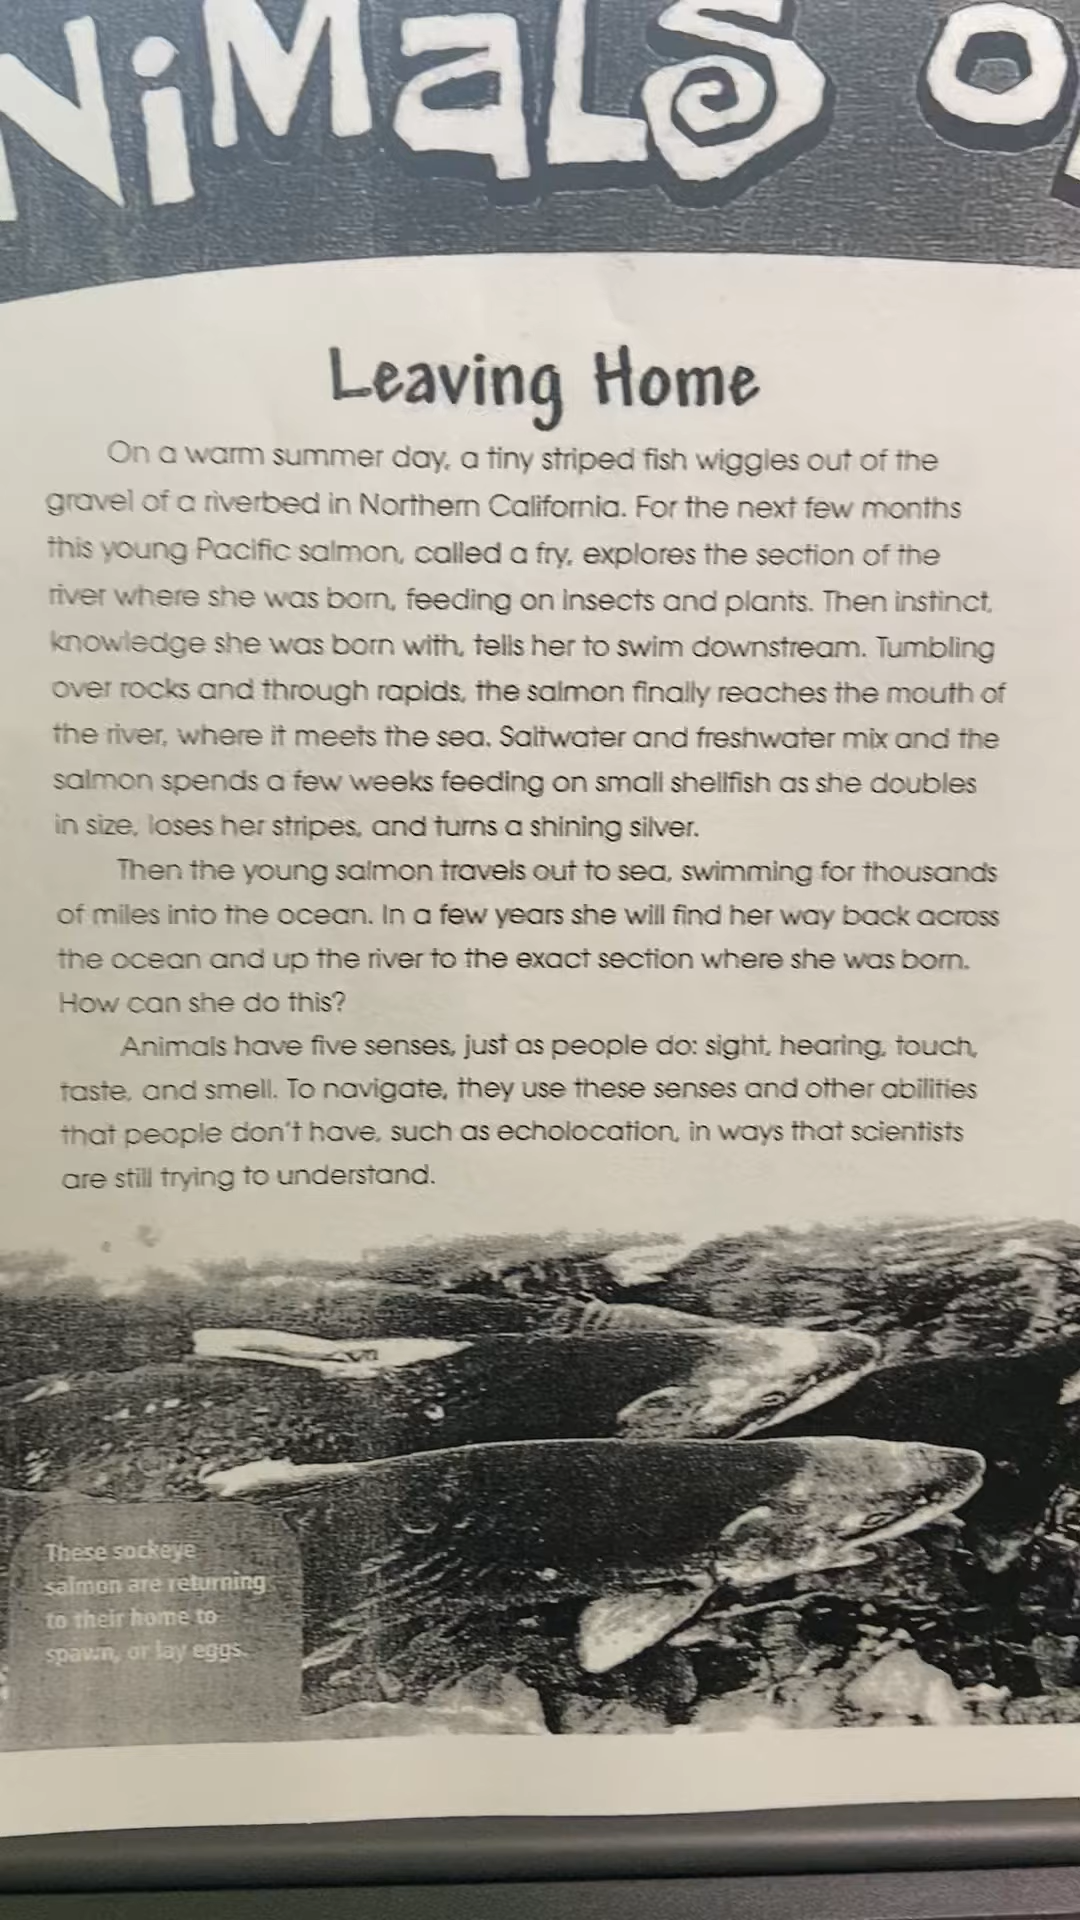 NiMaLS o
Leaving Home
On a warm summer day, a tiny striped fish wiggles out of the
gravel of a riverbed in Northern California. For the next few months
this young Pacific salmon, called a fry, explores the section of the
river where she was born, feeding on insects and plants. Then instinct,
knowledge she was born with, tells her to swim downstream. Tumbling
over rocks and through rapids, the salmon finally reaches the mouth of
the river, where it meets the sea. Saltwater and freshwater mix and the
salmon spends a few weeks feeding on small shellfish as she doubles
in size, loses her stripes, and turns a shining silver.
Then the young salmon travels out to sea, swimming for thousands
of miles into the ocean. In a few years she will find her way back across
the ocean and up the river to the exact section where she was born.
How can she do this?
Animals have five senses, just as people do: sight, hearing, touch,
taste, and smell. To navigate, they use these senses and other abilities
that people don't have, such as echolocation, in ways that scientists
are still trying to understand.
These sockeye
salmon are returning
to their home to
spawn, or lay eggs.